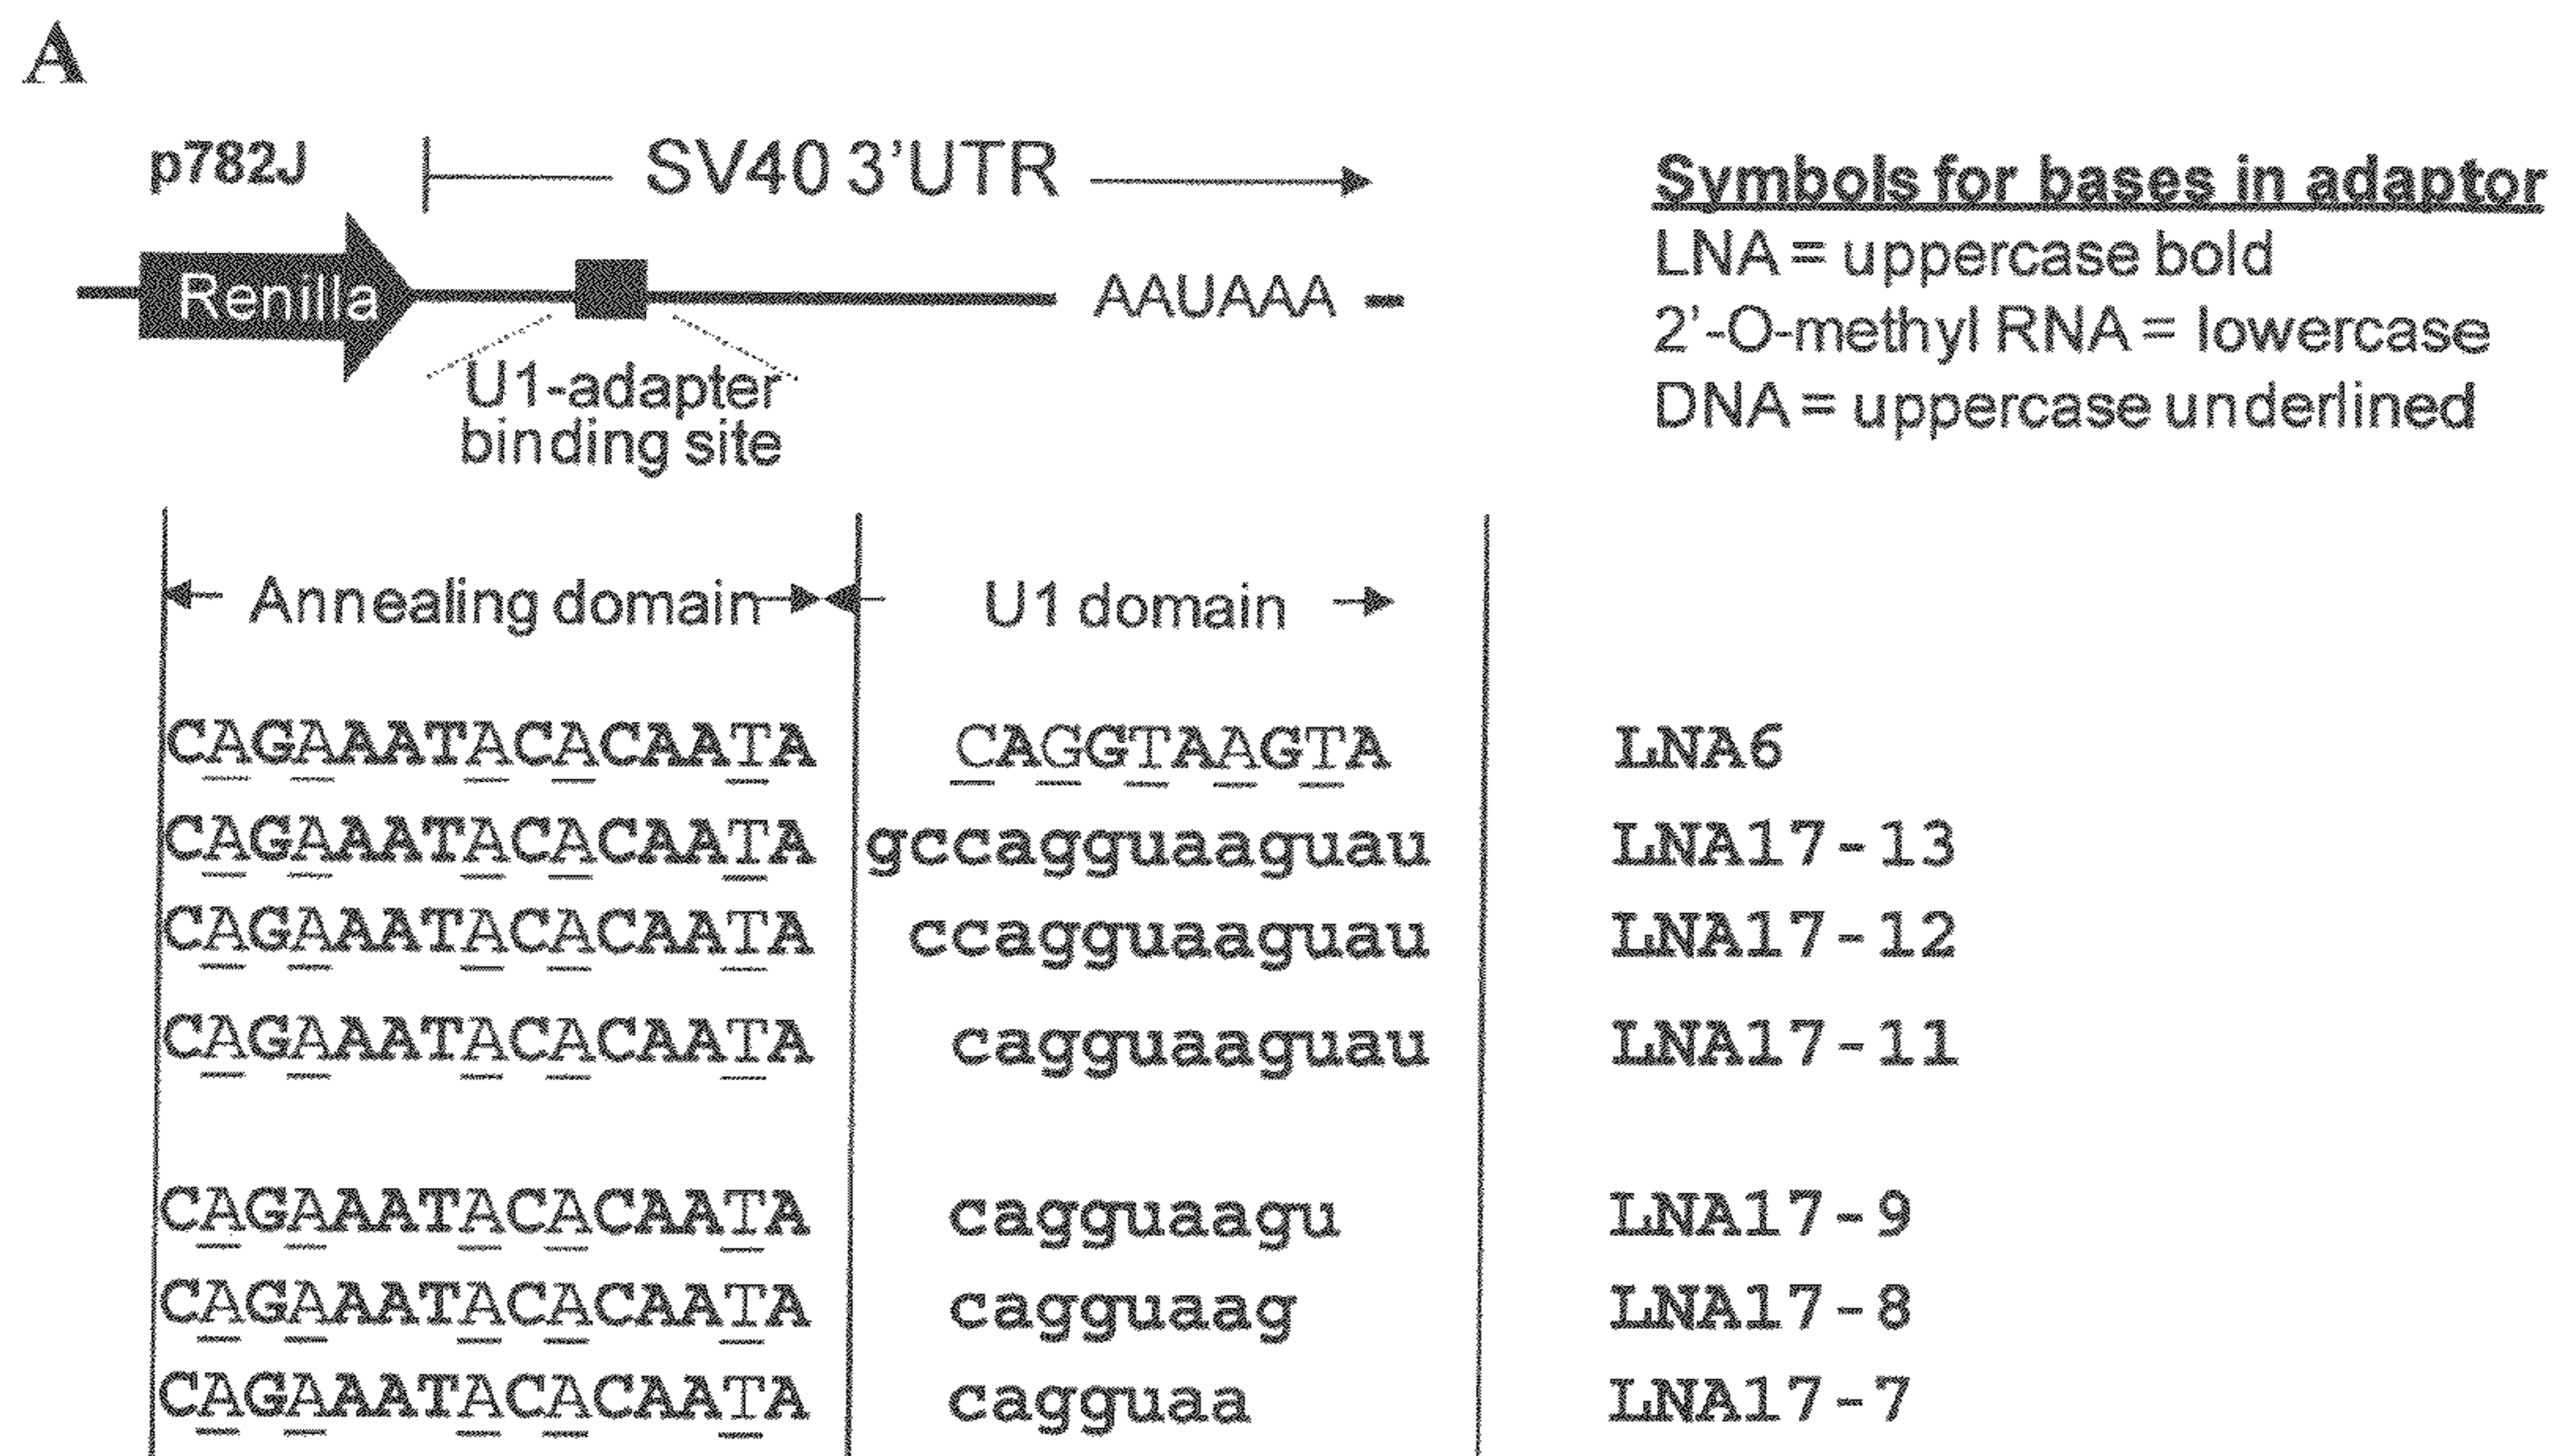 A
p782J
SV40 3’UTR
Renilla
AAUAAA
U1-adapter
binding site
Symbols for bases in adaptor
LNA = uppercase bold
2’-O-methyl RNA = lowercase
DNA = uppercase underlined
Annealing domain U1 domain
CAGAAATACACAATA CAGGTAAGTA LNA6
CAGAAATACACAATA gccagguaaguau LNA17-13
CAGAAATACACAATA ccagguaaguau LNA17-12
CAGAAATACACAATA cagguaaguau LNA17-11
CAGAAATACACAATA cagguaagu LNA17-9
CAGAAATACACAATA cagguaag LNA17-8
CAGAAATACACAATA cagguaa LNA17-7